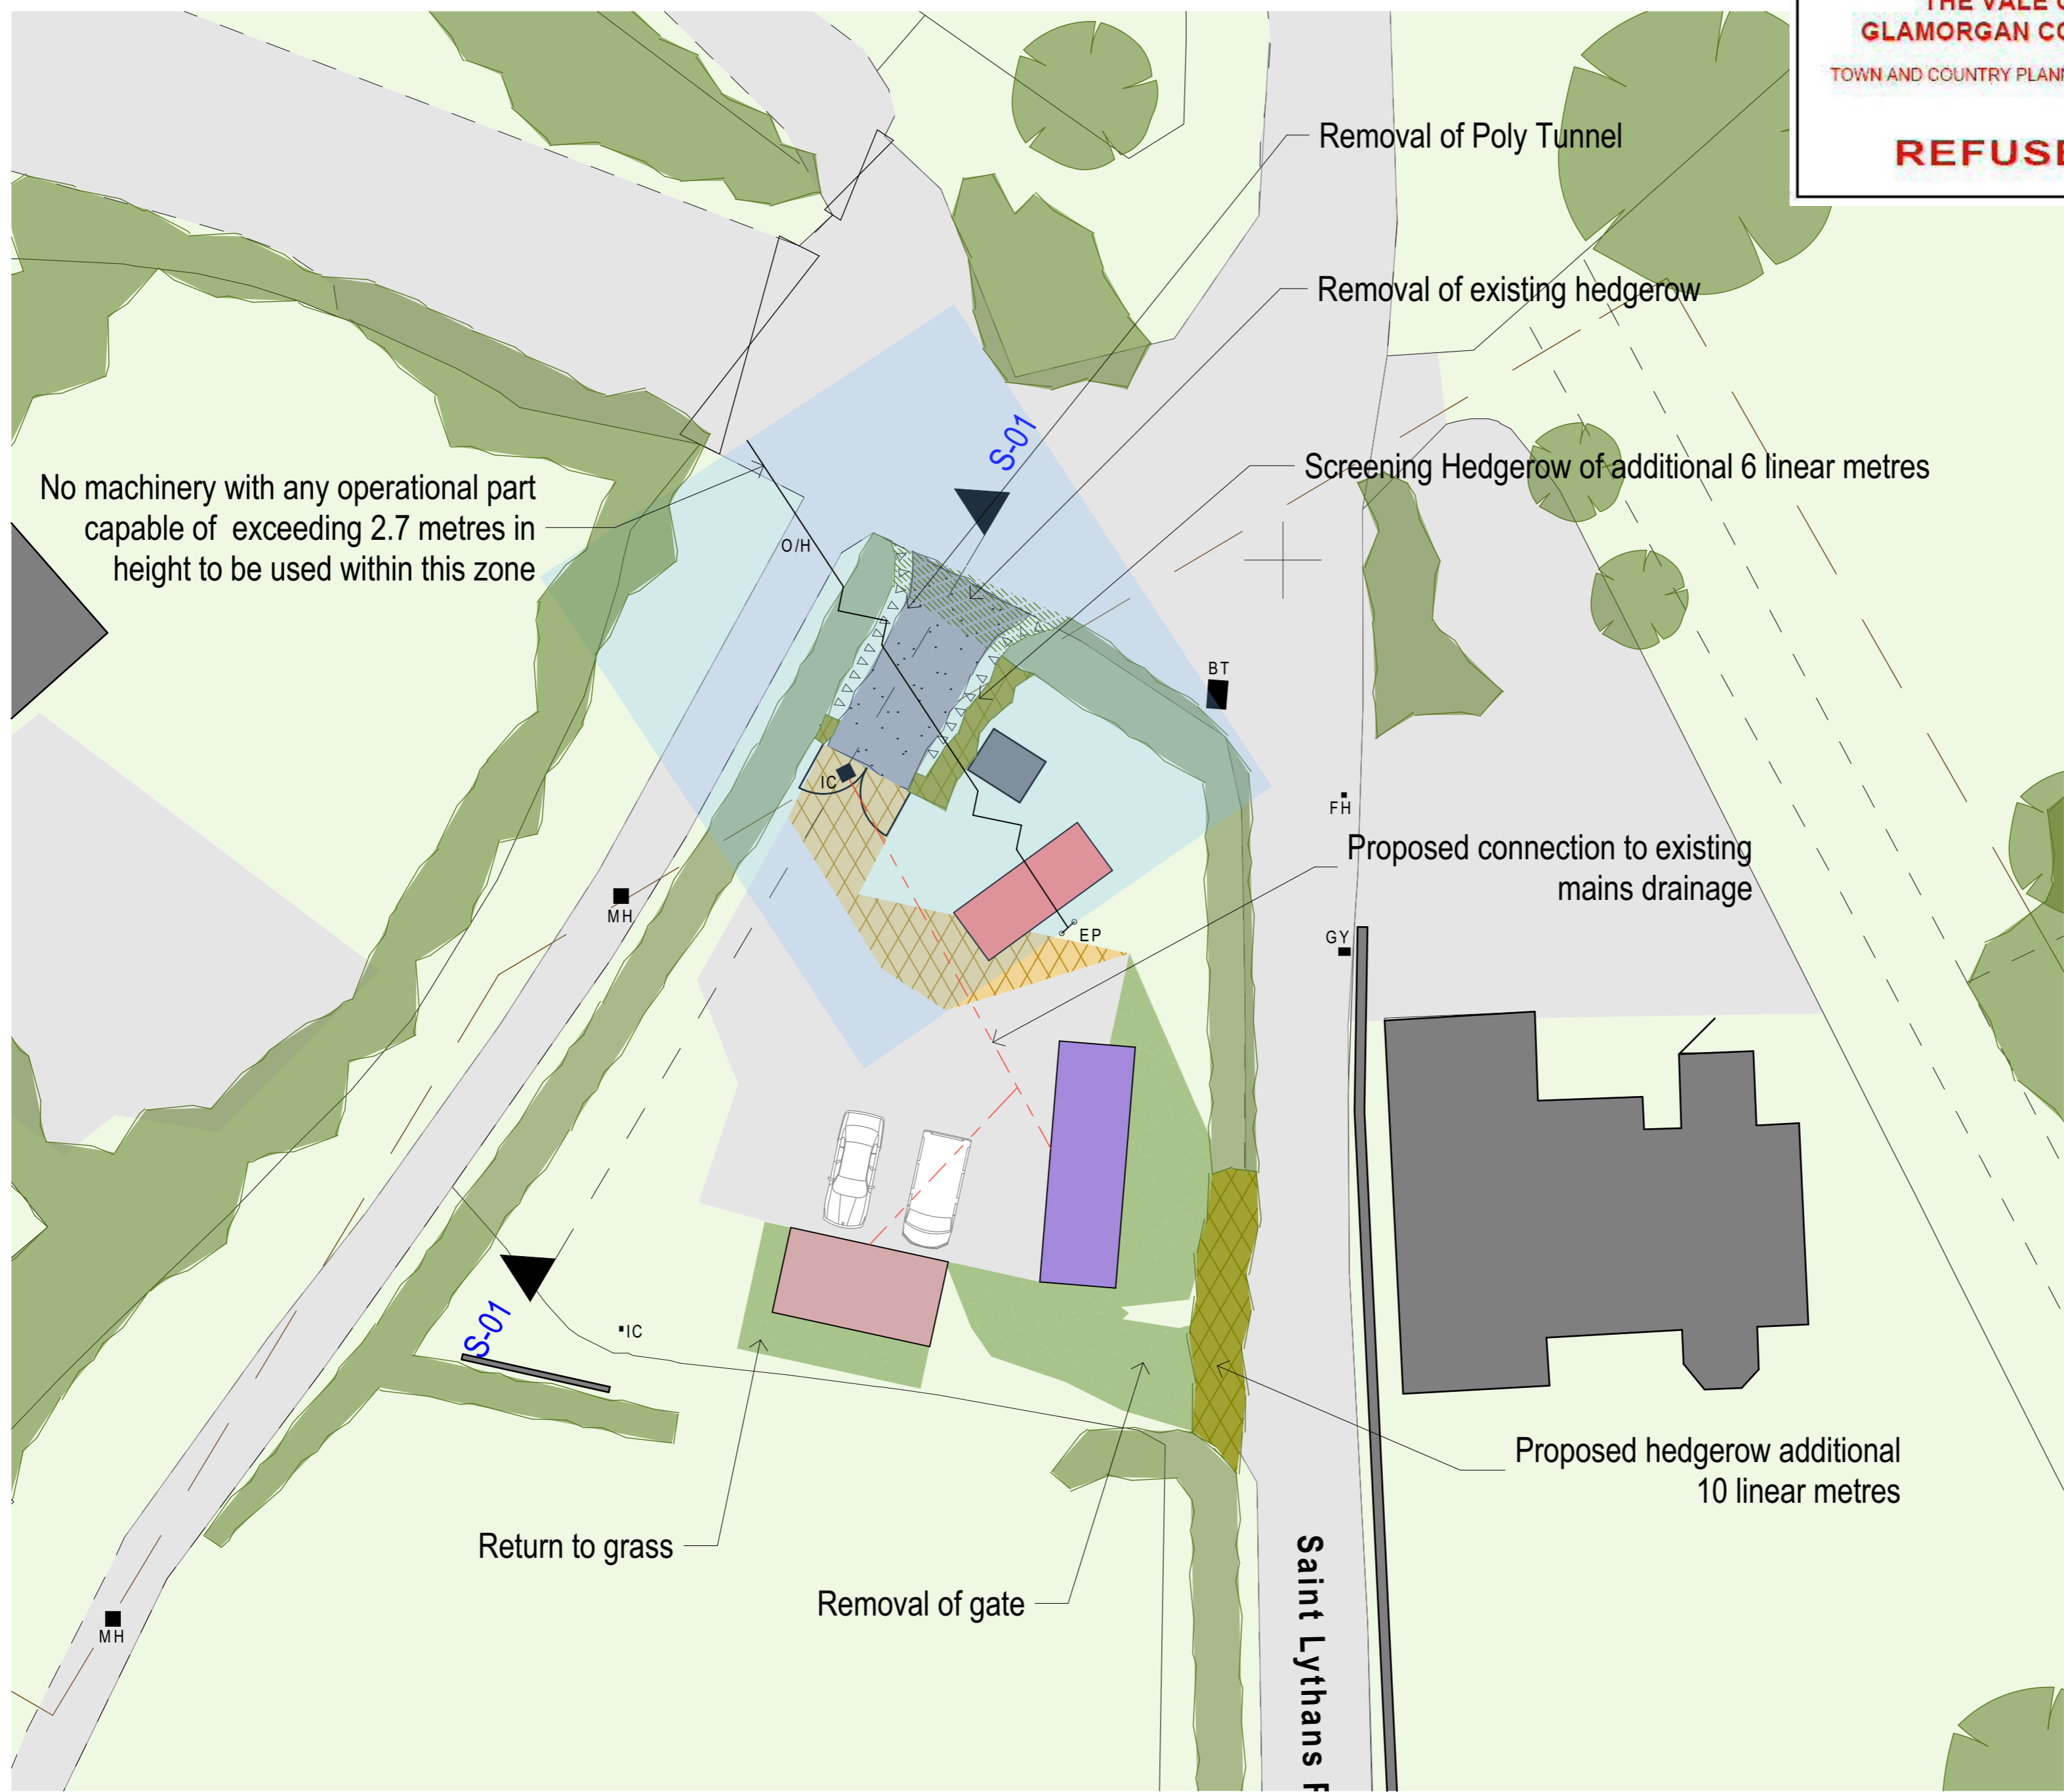 GLAMORGAN
TOWN AND COUNTRY
Removal of Poly Tunnel
Removal of existing hedgerow
S-01
Screening Hedgerow of additional 6 linear metres
No machinery with any operational part
capable of exceeding 2.7 metres in
height to be used within this zone
O/H
BT
IC
FH
Proposed connection to existing
mains drainage
MH
EP
GY
S-01
IC
Proposed hedgerow additional
10 linear metres
Return to grass
Removal of gate
MH
Saint Lythans